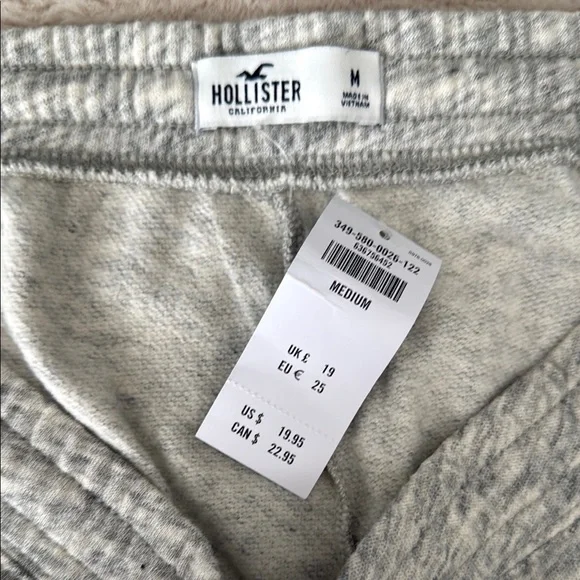 HOLLISTER
CALIFORNIA
M
MADE IN
VIETNAM
349-580-0026-122
636756452
MEDIUM
UK £ 19
EU € 25
US $ 19.95
CAN $ 22.95